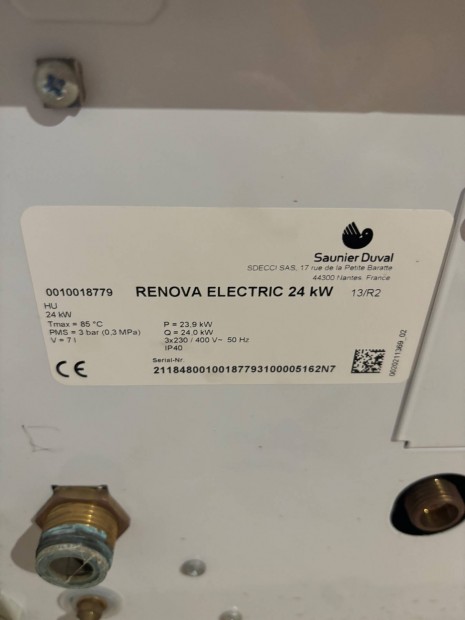 Saunier Duval
SDECCI SAS, 17 rue de la Petite Baratte
44300 Nantes, France
0010018779 RENOVA ELECTRIC 24 kW 13/R2
HU
24 kW
Tmax = 85 °C P = 23,9 kW
PMS = 3 bar (0,3 MPa) Q = 24,0 kW
V = 7 l 3x230 / 400 V~ 50 Hz
IP40
Serial-Nr.
CE 21184800100187793100005162N7
0020211369_02